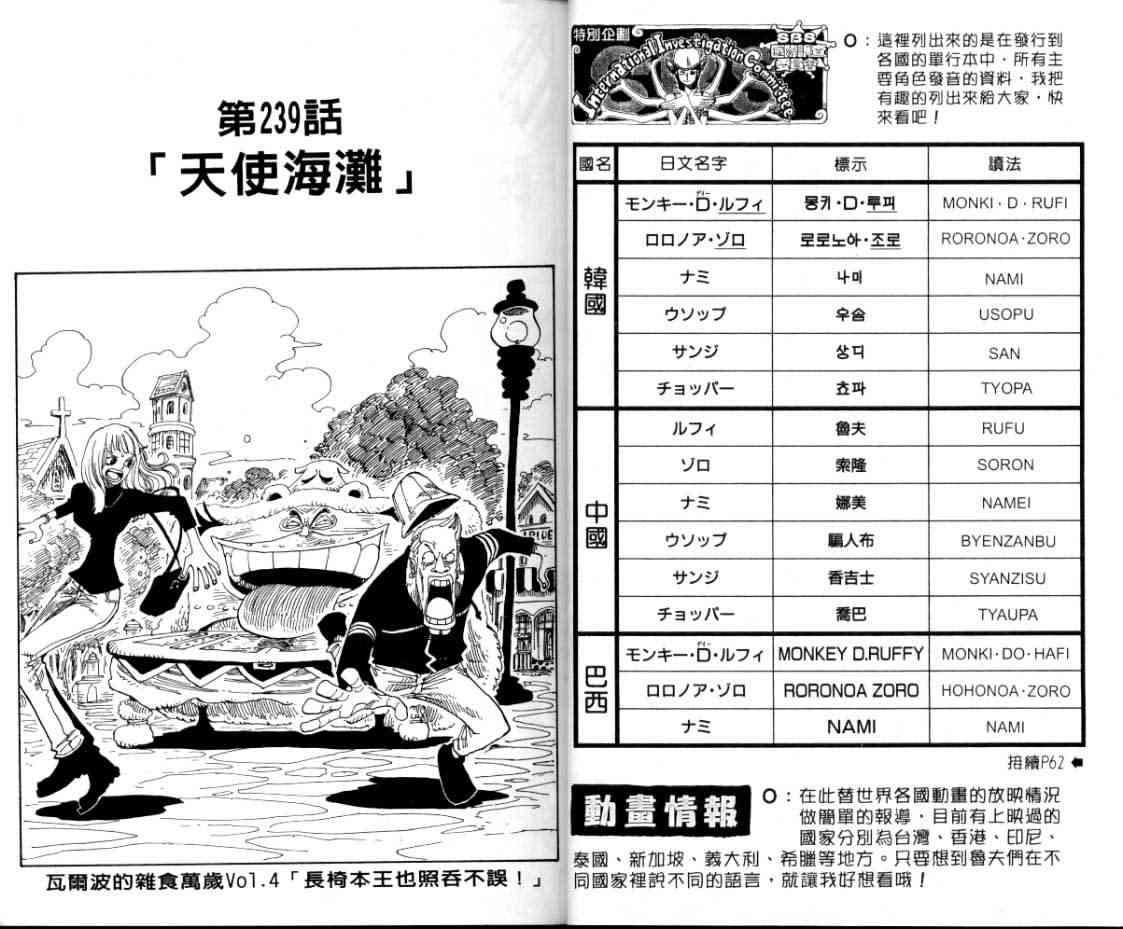 第239話
「天使海灘」
瓦爾波的雜食萬歲Vol.4「長椅本王也照吞不誤！」
特別企劃
International Investigation Committee
SBS
O：這裡列出來的是在發行到
各國的單行本中，所有主
要角色發音的資料，我把
有趣的列出來給大家，快
來看吧！
國名 日文名字 標示 讀法
韓國
モンキー・D・ルフィ 몽키・D・루피 MONKI・D・RUFI
ロロノア・ゾロ 로로노아・조로 RORONOA・ZORO
ナミ 나미 NAMI
ウソップ 우솝 USOPU
サンジ 상디 SAN
チョッパー 쵸파 TYOPA
中國
ルフィ 魯夫 RUFU
ゾロ 索隆 SORON
ナミ 娜美 NAMEI
ウソップ 騙人布 BYENZANBU
サンジ 香吉士 SYANZISU
チョッパー 喬巴 TYAUPA
巴西
モンキー・D・ルフィ MONKEY D.RUFFY MONKI・DO・HAFI
ロロノア・ゾロ RORONOA ZORO HOHONOA・ZORO
ナミ NAMI NAMI
接續P62
動畫情報
O：在此替世界各國動畫的放映情況
做簡單的報導，目前有上映過的
國家分別為台灣、香港、印尼、
泰國、新加坡、義大利、希臘等地方。只要想到魯夫們在不
同國家裡說不同的語言，就讓我好想看哦！